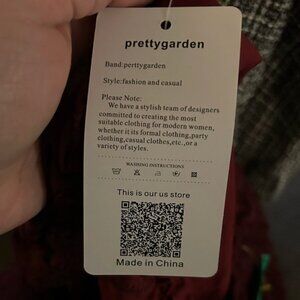 prettygarden
Band:perttygarden
Style:fashion and casual
Please Note:
We have a stylish team of designers
committed to creating the most
suitable clothing for modern women,
whether it its formal clothing,party
clothing,casual clothes,etc.,or a
variety of styles.
WASHING INSTRUCTIONS
This is our us store
Made in China